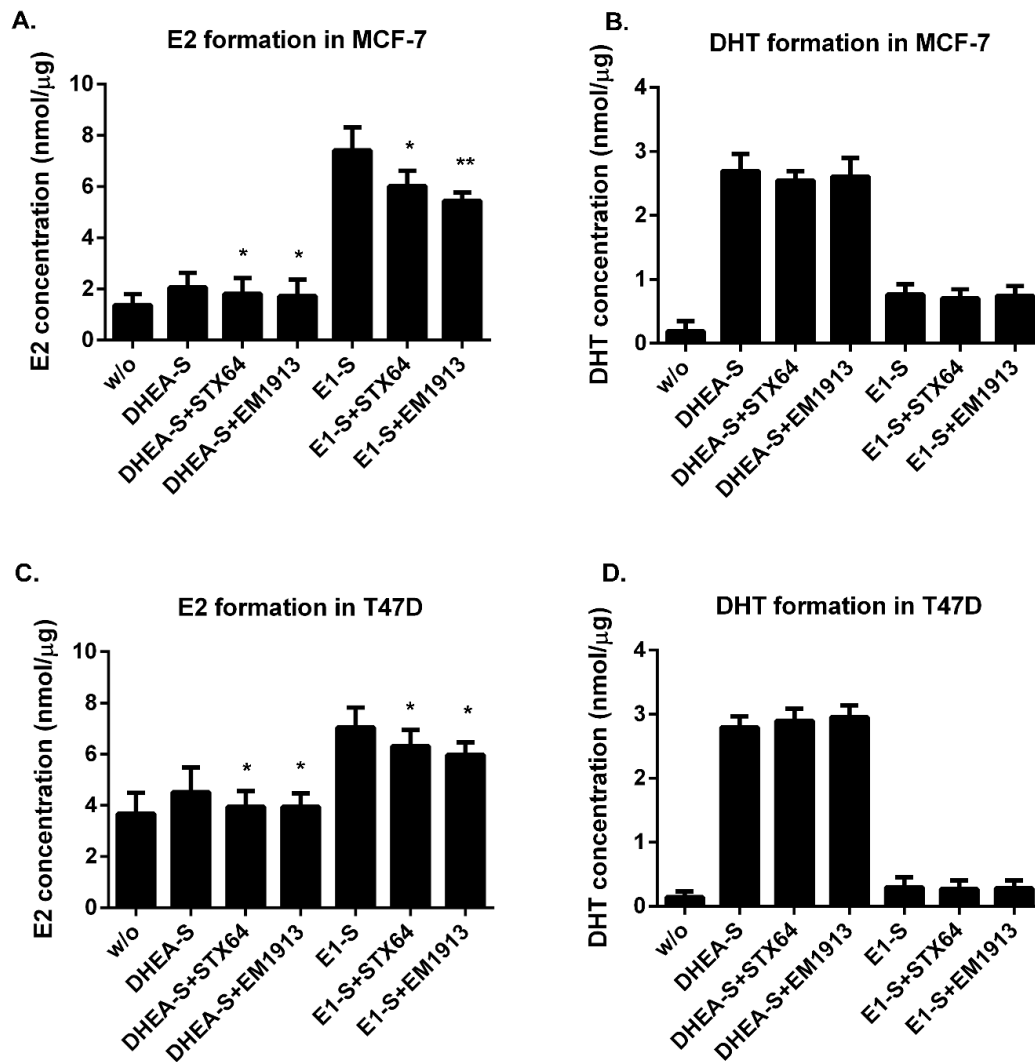 A.
E2 formation in MCF-7
E2 concentration (nmol/µg)
10
8
6
4
2
0
*
*
*
**
w/o
DHEA-S
DHEA-S+STX64
DHEA-S+EM1913
E1-S
E1-S+STX64
E1-S+EM1913
B.
DHT formation in MCF-7
DHT concentration (nmol/µg)
4
3
2
1
0
w/o
DHEA-S
DHEA-S+STX64
DHEA-S+EM1913
E1-S
E1-S+STX64
E1-S+EM1913
C.
E2 formation in T47D
E2 concentration (nmol/µg)
10
8
6
4
2
0
*
*
*
*
w/o
DHEA-S
DHEA-S+STX64
DHEA-S+EM1913
E1-S
E1-S+STX64
E1-S+EM1913
D.
DHT formation in T47D
DHT concentration (nmol/µg)
4
3
2
1
0
w/o
DHEA-S
DHEA-S+STX64
DHEA-S+EM1913
E1-S
E1-S+STX64
E1-S+EM1913